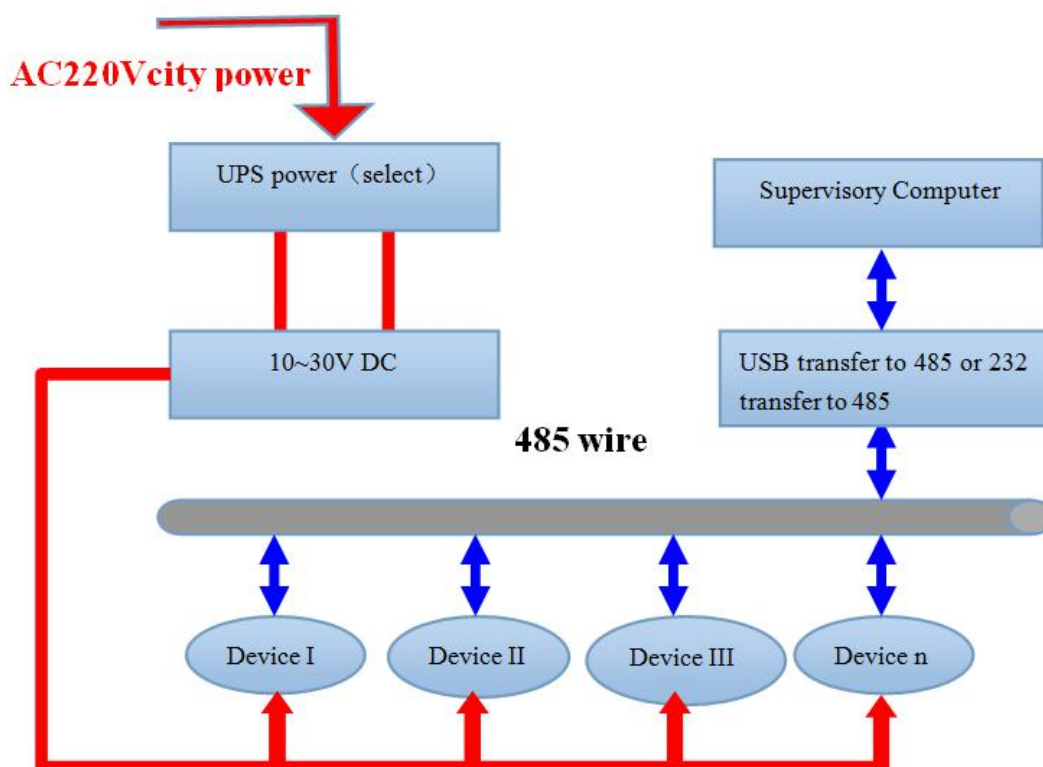 AC220Vcity power
UPS power（select）
Supervisory Computer
10~30V DC
USB transfer to 485 or 232
transfer to 485
485 wire
Device I
Device II
Device III
Device n